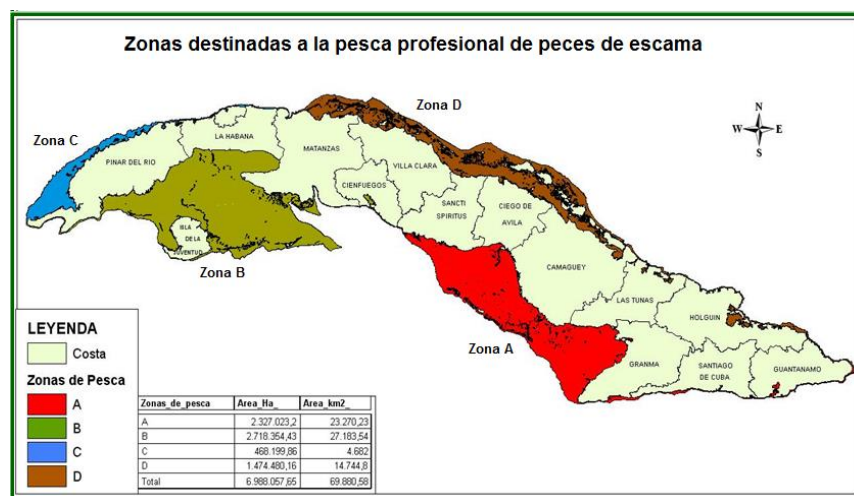 Zonas destinadas a la pesca profesional de peces de escama
Zona D
N
W E
S
Zona C
LA HABANA
PINAR DEL RIO
MATANZAS
VILLA CLARA
CIENFUEGOS
SANCTI
SPIRITUS
CIEGO DE
AVILA
ISLA
DE LA
JUVENTUD
Zona B
CAMAGUEY
LAS TUNAS
HOLGUIN
Zona A
GRANMA
SANTIAGO
DE CUBA
GUANTANAMO
LEYENDA
Costa
Zonas de Pesca
A
B
C
D
Zonas_de_pesca Area_Ha_ Area_km2_
A 2.327.023,2 23.270,23
B 2.718.354,43 27.183,54
C 468.199,86 4.682
D 1.474.480,16 14.744,8
Total 6.988.057,65 69.880,58